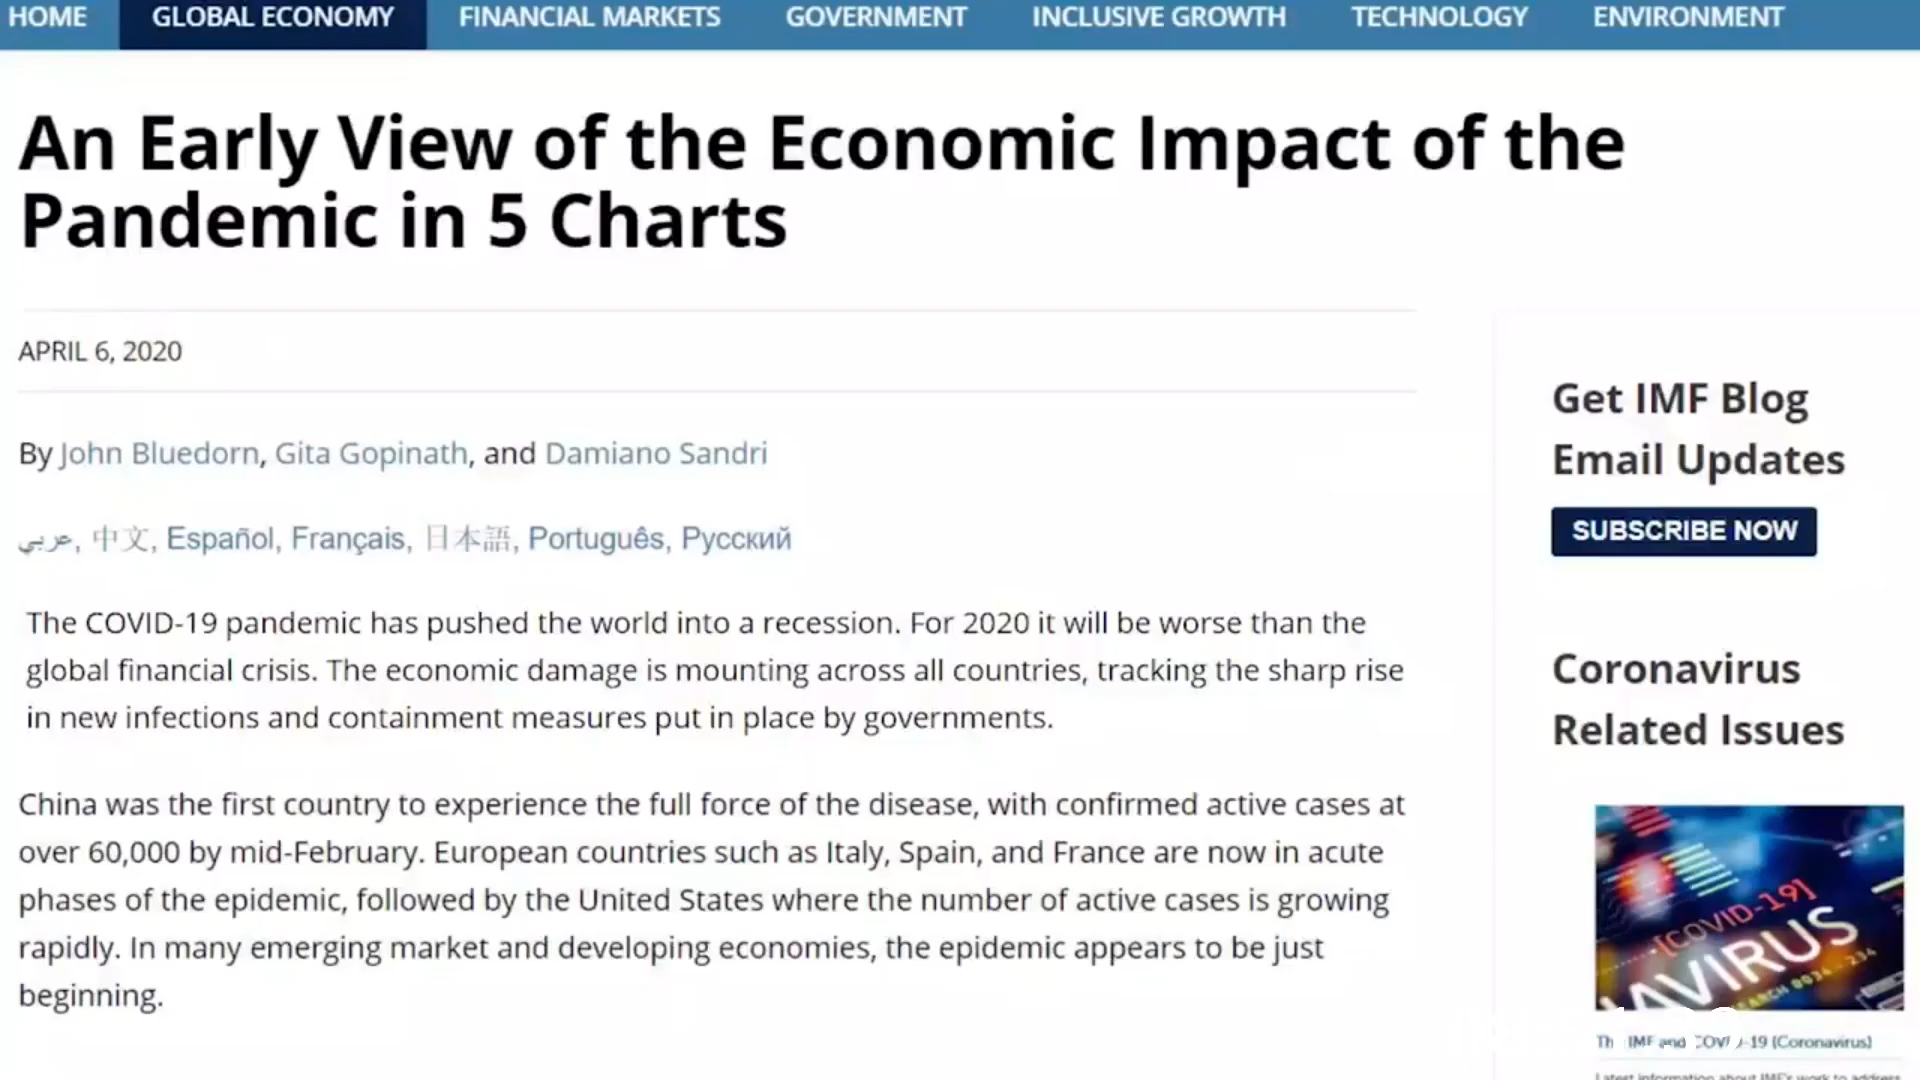 HOME GLOBAL ECONOMY FINANCIAL MARKETS GOVERNMENT INCLUSIVE GROWTH TECHNOLOGY ENVIRONMENT
An Early View of the Economic Impact of the
Pandemic in 5 Charts
APRIL 6, 2020
By John Bluedorn, Gita Gopinath, and Damiano Sandri
عربي, 中文, Español, Français, 日本語, Português, Русский
The COVID-19 pandemic has pushed the world into a recession. For 2020 it will be worse than the
global financial crisis. The economic damage is mounting across all countries, tracking the sharp rise
in new infections and containment measures put in place by governments.
China was the first country to experience the full force of the disease, with confirmed active cases at
over 60,000 by mid-February. European countries such as Italy, Spain, and France are now in acute
phases of the epidemic, followed by the United States where the number of active cases is growing
rapidly. In many emerging market and developing economies, the epidemic appears to be just
beginning.
Get IMF Blog
Email Updates
SUBSCRIBE NOW
Coronavirus
Related Issues
[COVID-19]
AVIRUS
IMF and -19 (Coronavirus)
Latest information about IMF's work to address